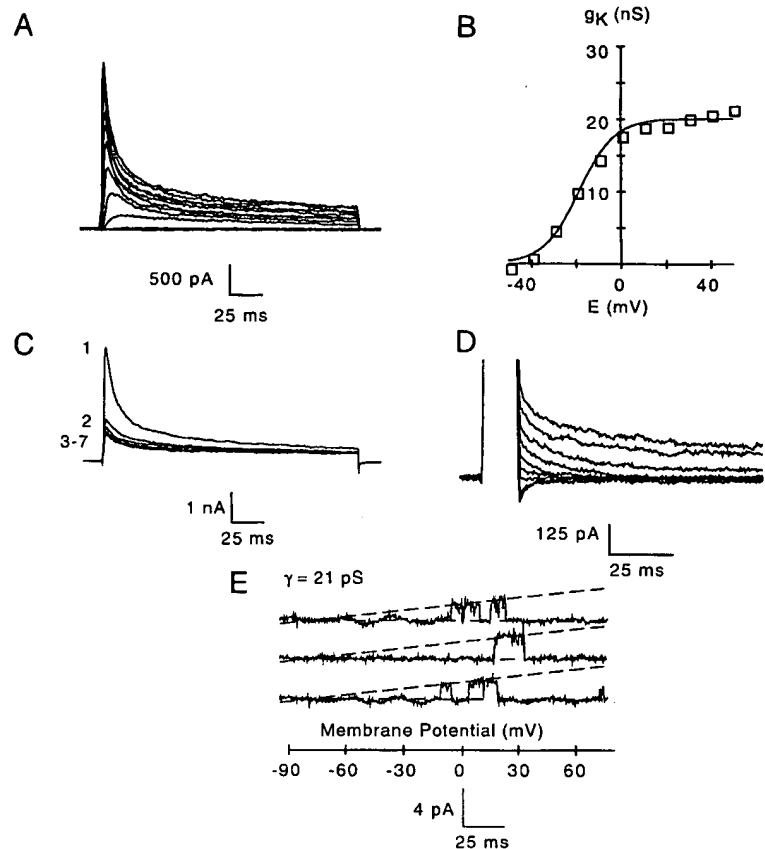 A
500 pA
25 ms
B
gK (nS)
30
20
10
-40
0
40
E (mV)
C
1
2
3-7
1 nA
25 ms
D
125 pA
25 ms
E
γ = 21 pS
Membrane Potential (mV)
-90
-60
-30
0
30
60
4 pA
25 ms